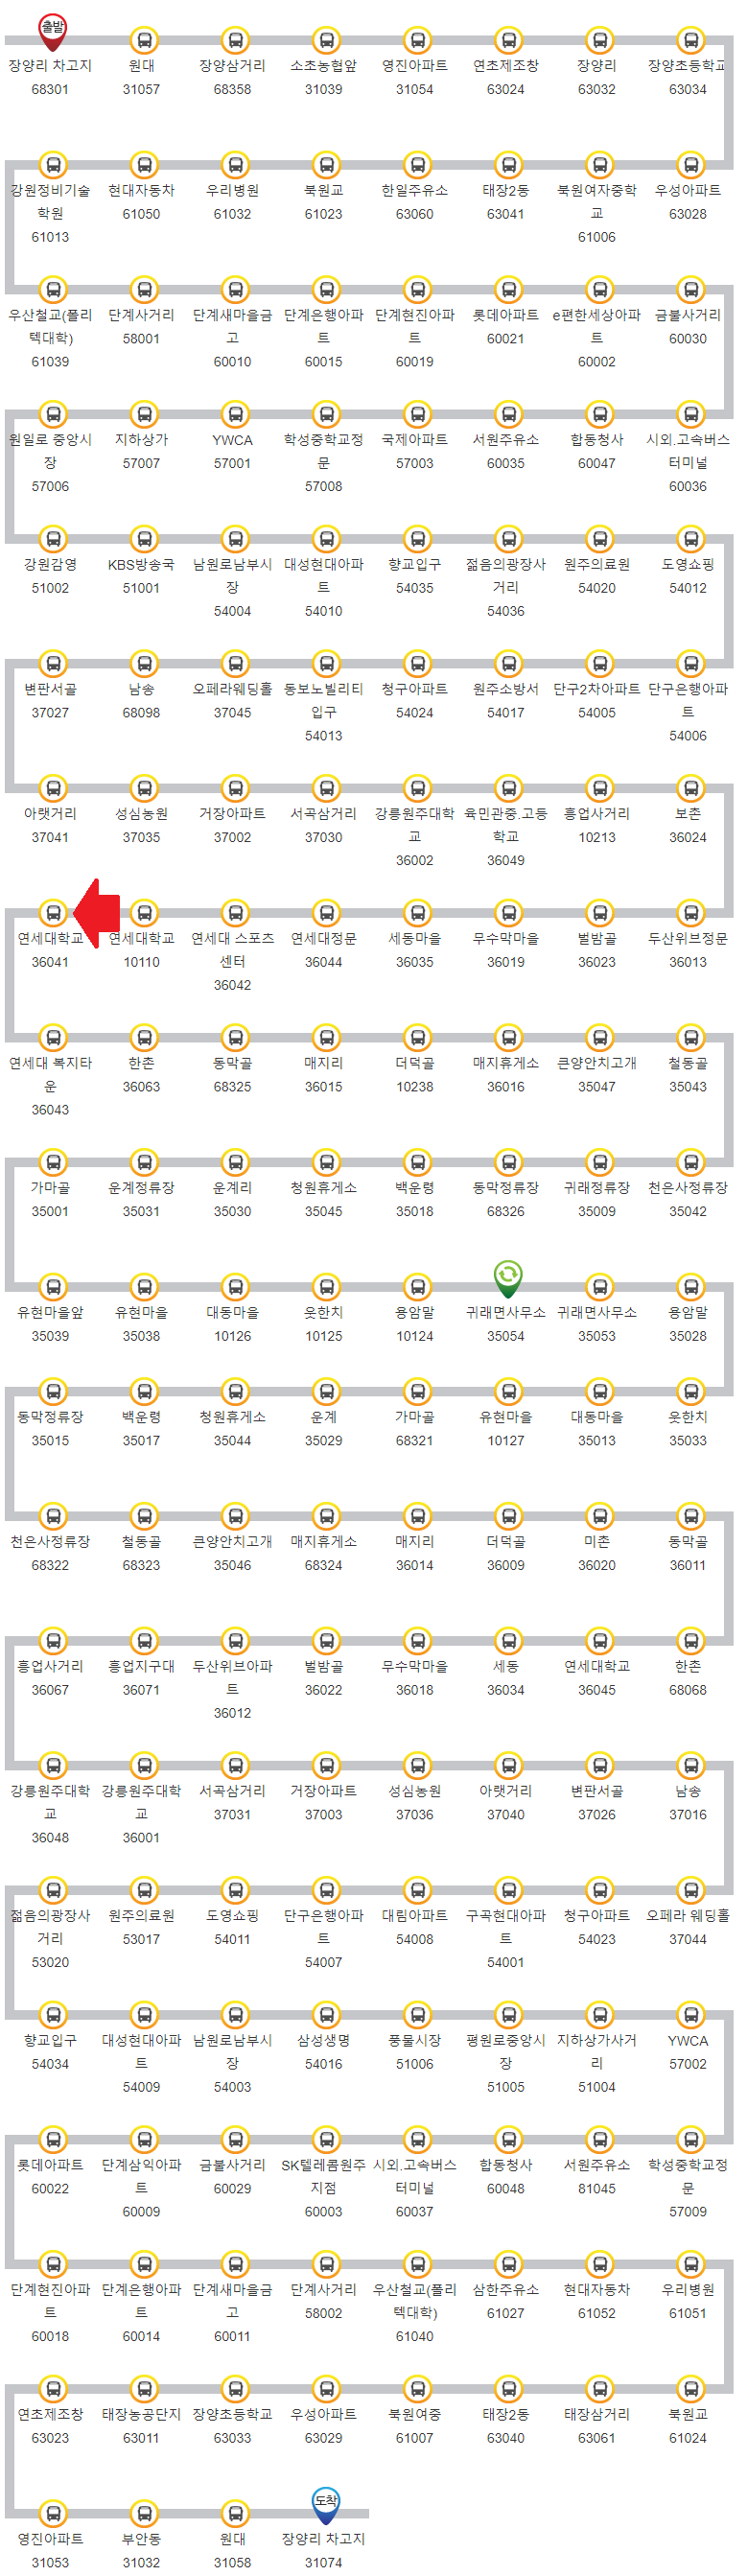 출발
장양리 차고지 원대 장양삼거리 소초농협앞 영진아파트 연초제조창 장양리 장양초등학교
68301 31057 68358 31039 31054 63024 63032 63034
강원정비기술 현대자동차 우리병원 북원교 한일주유소 태장2동 북원여자중학 우성아파트
학원 61050 61032 61023 63060 63041 교 63028
61013 61006
우산철교(폴리 단계사거리 단계새마을금 단계은행아파 단계현진아파 롯데아파트 e편한세상아파 금불사거리
텍대학) 58001 고 트 트 60021 트 60030
61039 60010 60015 60019 60002
원일로 중앙시 지하상가 YWCA 학성중학교정 국제아파트 서원주유소 합동청사 시외.고속버스
장 57007 57001 문 57003 60035 60047 터미널
57006 57008 60036
강원감영 KBS방송국 남원로남부시 대성현대아파 향교입구 젊음의광장사 원주의료원 도영쇼핑
51002 51001 장 트 54035 거리 54020 54012
54004 54010 54036
변판서골 남송 오페라웨딩홀 동보노빌리티 청구아파트 원주소방서 단구2차아파트 단구은행아파
37027 68098 37045 입구 54024 54017 54005 트
54013 54006
아랫거리 성심농원 거장아파트 서곡삼거리 강릉원주대학 육민관중.고등 흥업사거리 보촌
37041 37035 37002 37030 교 학교 10213 36024
36002 36049
연세대학교 연세대학교 연세대 스포츠 연세대정문 세동마을 무수막마을 벌밤골 두산위브정문
36041 10110 센터 36044 36035 36019 36023 36013
36042
연세대 복지타 한촌 동막골 매지리 더덕골 매지휴게소 큰양안치고개 철동골
운 36063 68325 36015 10238 36016 35047 35043
36043
가마골 운계정류장 운계리 청원휴게소 백운령 동막정류장 귀래정류장 천은사정류장
35001 35031 35030 35045 35018 68326 35009 35042
유현마을앞 유현마을 대동마을 웃한치 용암말 귀래면사무소 귀래면사무소 용암말
35039 35038 10126 10125 10124 35054 35053 35028
동막정류장 백운령 청원휴게소 운계 가마골 유현마을 대동마을 웃한치
35015 35017 35044 35029 68321 10127 35013 35033
천은사정류장 철동골 큰양안치고개 매지휴게소 매지리 더덕골 미촌 동막골
68322 68323 35046 68324 36014 36009 36020 36011
흥업사거리 흥업지구대 두산위브아파 벌밤골 무수막마을 세동 연세대학교 한촌
36067 36071 트 36022 36018 36034 36045 68068
36012
강릉원주대학 강릉원주대학 서곡삼거리 거장아파트 성심농원 아랫거리 변판서골 남송
교 교 37031 37003 37036 37040 37026 37016
36048 36001
젊음의광장사 원주의료원 도영쇼핑 단구은행아파 대림아파트 구곡현대아파 청구아파트 오페라 웨딩홀
거리 53017 54011 트 54008 트 54023 37044
53020 54007 54001
향교입구 대성현대아파 남원로남부시 삼성생명 풍물시장 평원로중앙시 지하상가사거 YWCA
54034 트 장 54016 51006 장 리 57002
54009 54003 51005 51004
롯데아파트 단계삼익아파 금불사거리 SK텔레콤원주 시외.고속버스 합동청사 서원주유소 학성중학교정
60022 트 60029 지점 터미널 60048 81045 문
60009 60003 60037 57009
단계현진아파 단계은행아파 단계새마을금 단계사거리 우산철교(폴리 삼한주유소 현대자동차 우리병원
트 트 고 58002 텍대학) 61027 61052 61051
60018 60014 60011 61040
연초제조창 태장농공단지 장양초등학교 우성아파트 북원여중 태장2동 태장삼거리 북원교
63023 63011 63033 63029 61007 63040 63061 61024
도착
영진아파트 부안동 원대 장양리 차고지
31053 31032 31058 31074